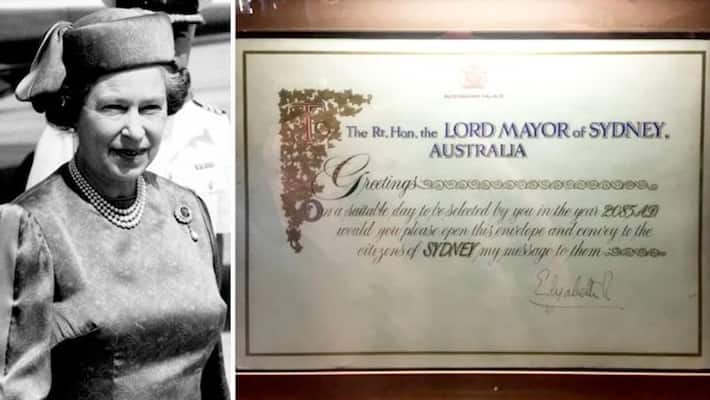 BUCKINGHAM PALACE
To The Rt. Hon. the LORD MAYOR of SYDNEY,
AUSTRALIA
Greetings
On a suitable day to be selected by you in the year 2085 A.D
would you please open this envelope and convey to the
citizens of SYDNEY my message to them
Elizabeth R